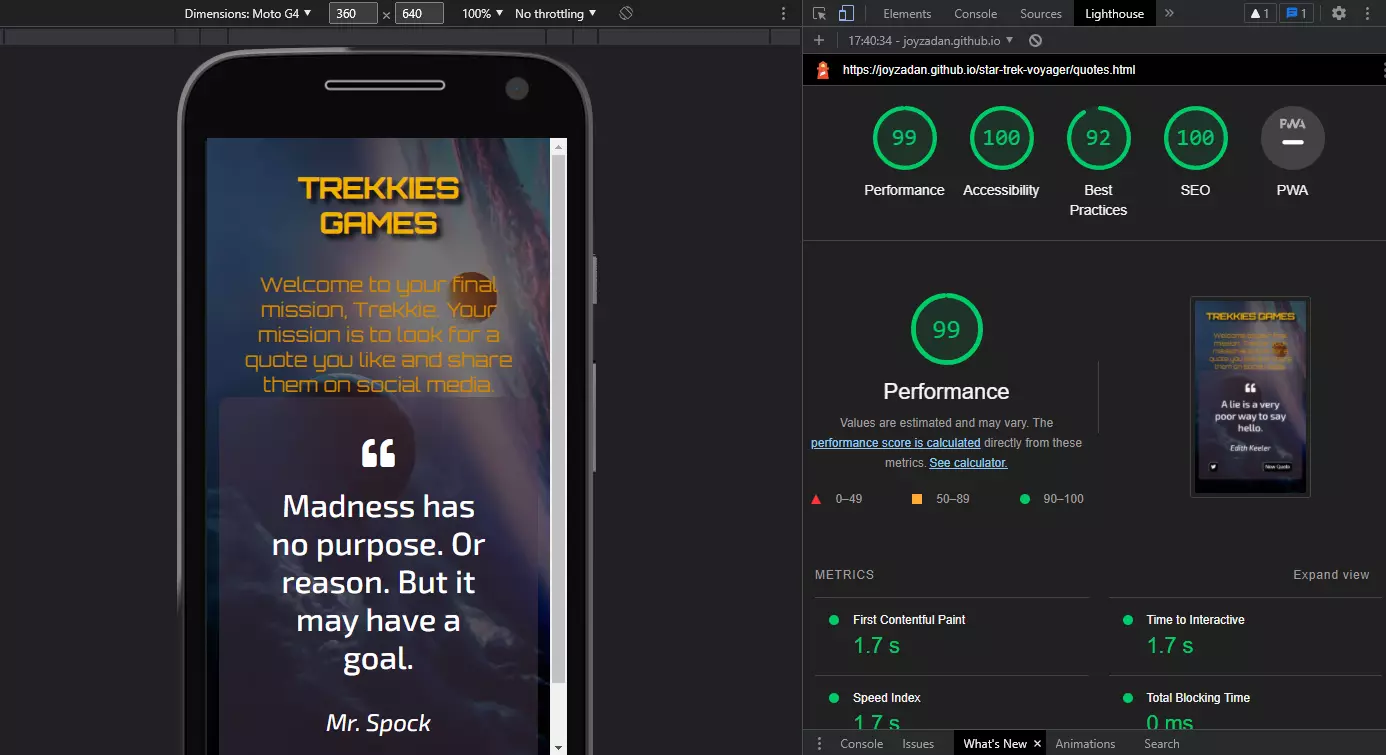 Dimensions: Moto G4 ▼ 360 × 640 100% ▼ No throttling ▼
Elements Console Sources Lighthouse » 1 1
+ 17:40:34 - joyzadan.github.io ▼
https://joyzadan.github.io/star-trek-voyager/quotes.html
TREKKIES
GAMES
Welcome to your final
mission, Trekkie. Your
mission is to look for a
quote you like and share
them on social media.
❝
Madness has
no purpose. Or
reason. But it
may have a
goal.
Mr. Spock
99 100 92 100 PWA
Performance Accessibility Best Practices SEO PWA
99
Performance
Values are estimated and may vary. The
performance score is calculated directly from these
metrics. See calculator.
0–49 50–89 90–100
TREKKIES GAMES
Welcome to your final
mission, Trekkie. Your
mission is to look for a
quote you like and share
them on social media.
❝
A lie is a very
poor way to say
hello.
Edith Keeler
New Quote
METRICS Expand view
First Contentful Paint
1.7 s
Time to Interactive
1.7 s
Speed Index
1.7 s
Total Blocking Time
0 ms
Console Issues What's New × Animations Search